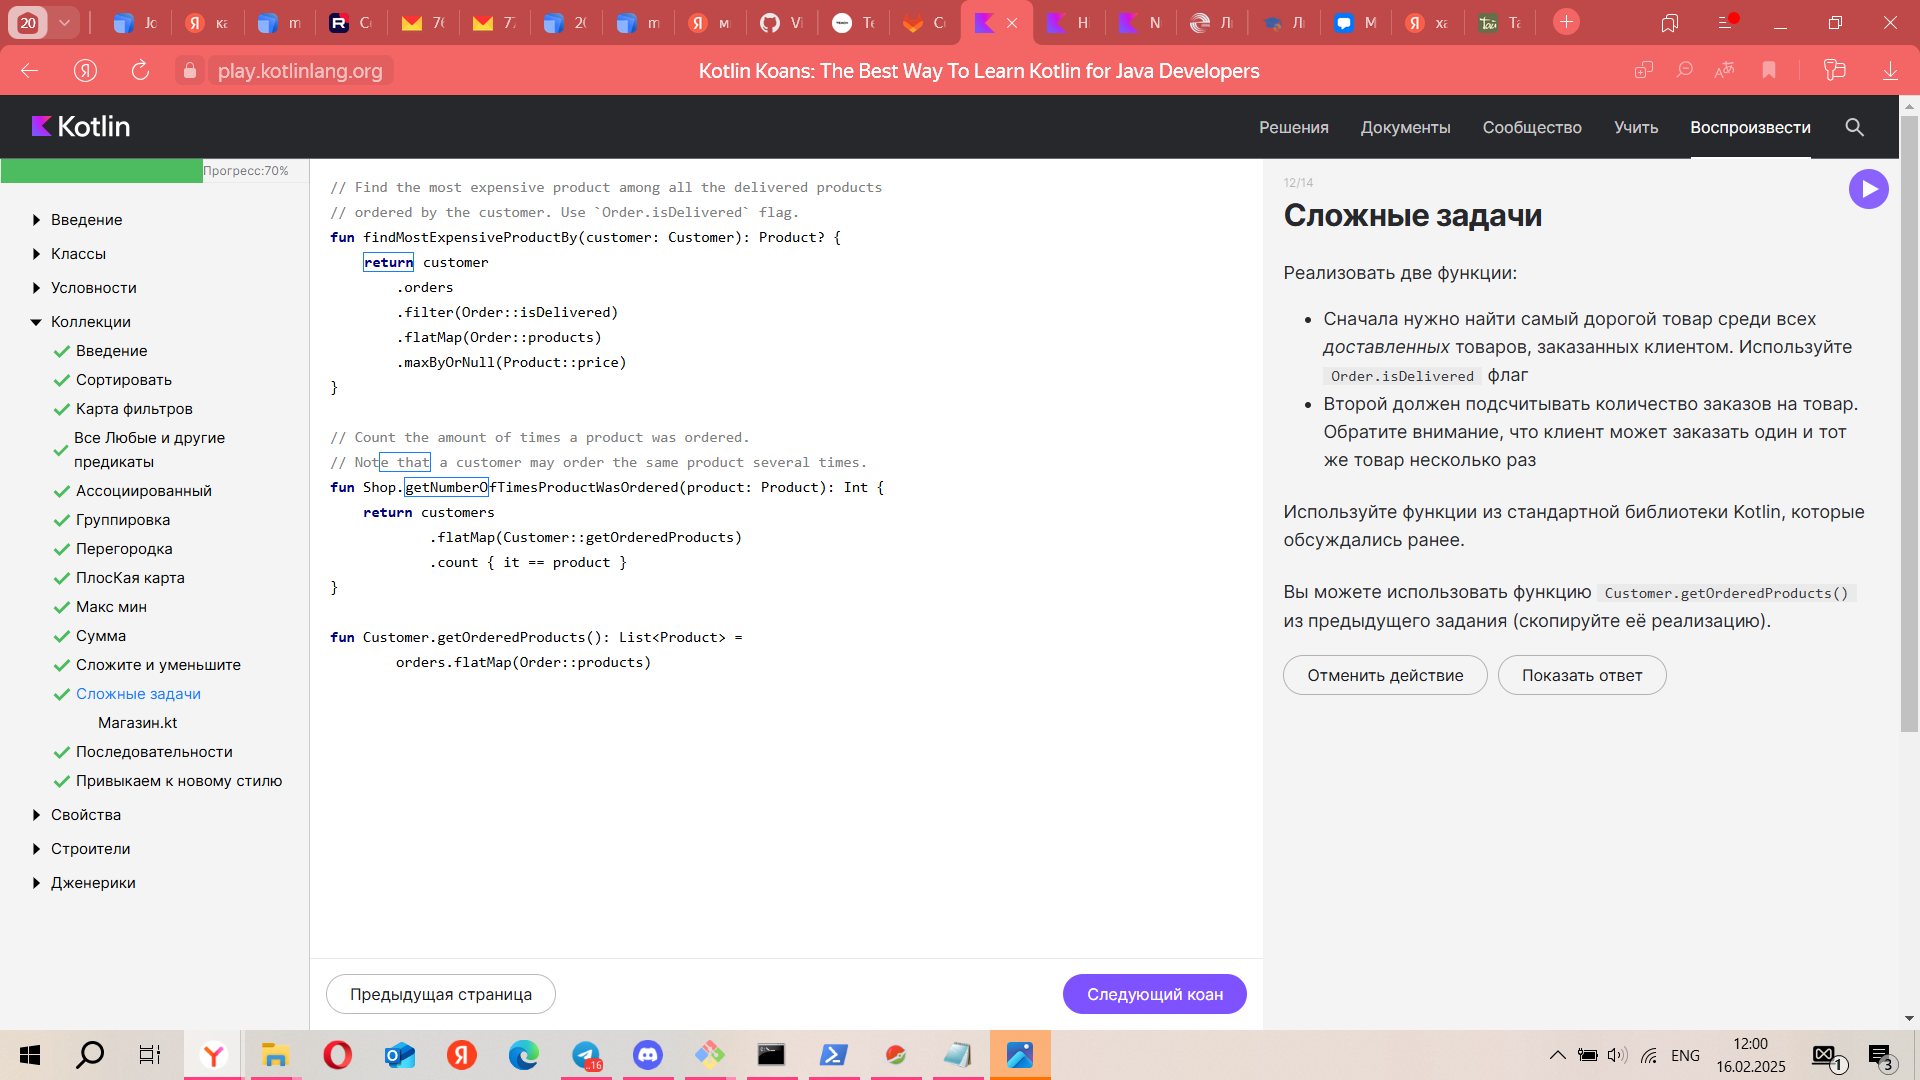 20
Jc
ка
m
Cc
76
77
20
m
мн
Vi
Te
Cc
H
N
Ли
Ли
M
ха
Та
play.kotlinlang.org
Kotlin Koans: The Best Way To Learn Kotlin for Java Developers
Kotlin
Решения
Документы
Сообщество
Учить
Воспроизвести
Прогресс:70%
Введение
Классы
Условности
Коллекции
Введение
Сортировать
Карта фильтров
Все Любые и другие
предикаты
Ассоциированный
Группировка
Перегородка
ПлосКая карта
Макс мин
Сумма
Сложите и уменьшите
Сложные задачи
Магазин.kt
Последовательности
Привыкаем к новому стилю
Свойства
Строители
Дженерики
// Find the most expensive product among all the delivered products
// ordered by the customer. Use `Order.isDelivered` flag.
fun findMostExpensiveProductBy(customer: Customer): Product? {
return customer
.orders
.filter(Order::isDelivered)
.flatMap(Order::products)
.maxByOrNull(Product::price)
}
// Count the amount of times a product was ordered.
// Note that a customer may order the same product several times.
fun Shop.getNumberOfTimesProductWasOrdered(product: Product): Int {
return customers
.flatMap(Customer::getOrderedProducts)
.count { it == product }
}
fun Customer.getOrderedProducts(): List<Product> =
orders.flatMap(Order::products)
Предыдущая страница
Следующий коан
12/14
Сложные задачи
Реализовать две функции:
Сначала нужно найти самый дорогой товар среди всех
доставленных товаров, заказанных клиентом. Используйте
Order.isDelivered флаг
Второй должен подсчитывать количество заказов на товар.
Обратите внимание, что клиент может заказать один и тот
же товар несколько раз
Используйте функции из стандартной библиотеки Kotlin, которые
обсуждались ранее.
Вы можете использовать функцию Customer.getOrderedProducts()
из предыдущего задания (скопируйте её реализацию).
Отменить действие
Показать ответ
ENG
12:00
16.02.2025
1
3